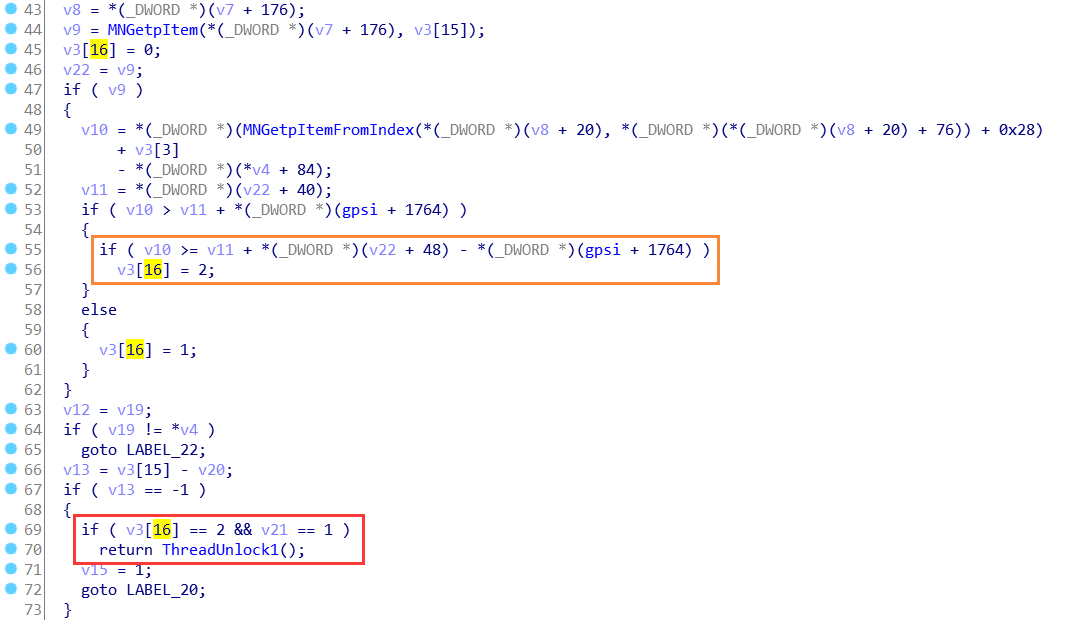 43 v8 = *(_DWORD *)(v7 + 176);
44 v9 = MNGetpItem(*(_DWORD *)(v7 + 176), v3[15]);
45 v3[16] = 0;
46 v22 = v9;
47 if ( v9 )
48 {
49 v10 = *(_DWORD *)(MNGetpItemFromIndex(*(_DWORD *)(v8 + 20), *(_DWORD *)(*(_DWORD *)(v8 + 20) + 76)) + 0x28)
50 + v3[3]
51 - *(_DWORD *)(*v4 + 84);
52 v11 = *(_DWORD *)(v22 + 40);
53 if ( v10 > v11 + *(_DWORD *)(gpsi + 1764) )
54 {
55 if ( v10 >= v11 + *(_DWORD *)(v22 + 48) - *(_DWORD *)(gpsi + 1764) )
56 v3[16] = 2;
57 }
58 else
59 {
60 v3[16] = 1;
61 }
62 }
63 v12 = v19;
64 if ( v19 != *v4 )
65 goto LABEL_22;
66 v13 = v3[15] - v20;
67 if ( v13 == -1 )
68 {
69 if ( v3[16] == 2 && v21 == 1 )
70 return ThreadUnlock1();
71 v15 = 1;
72 goto LABEL_20;
73 }